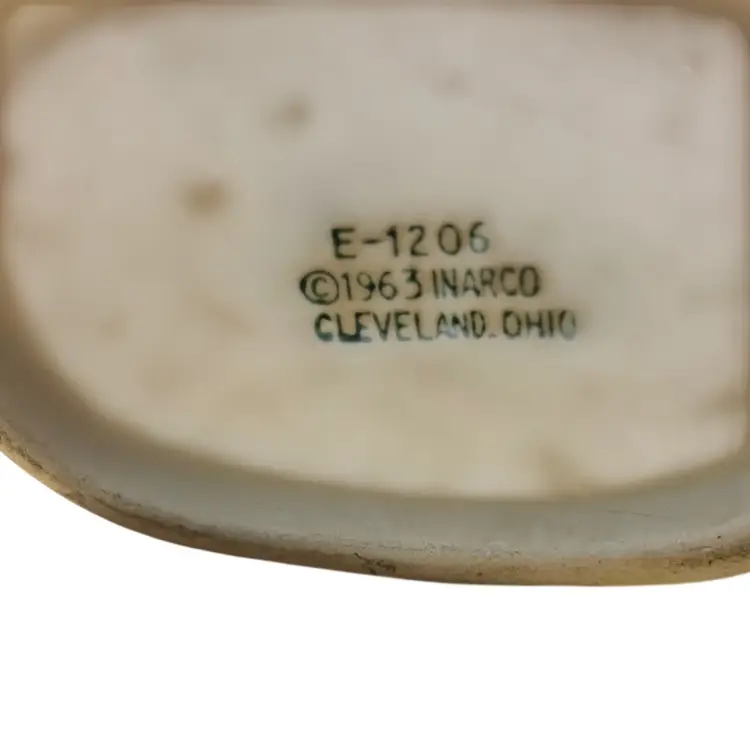 E-1206
©1963 INARCO
CLEVELAND. OHIO